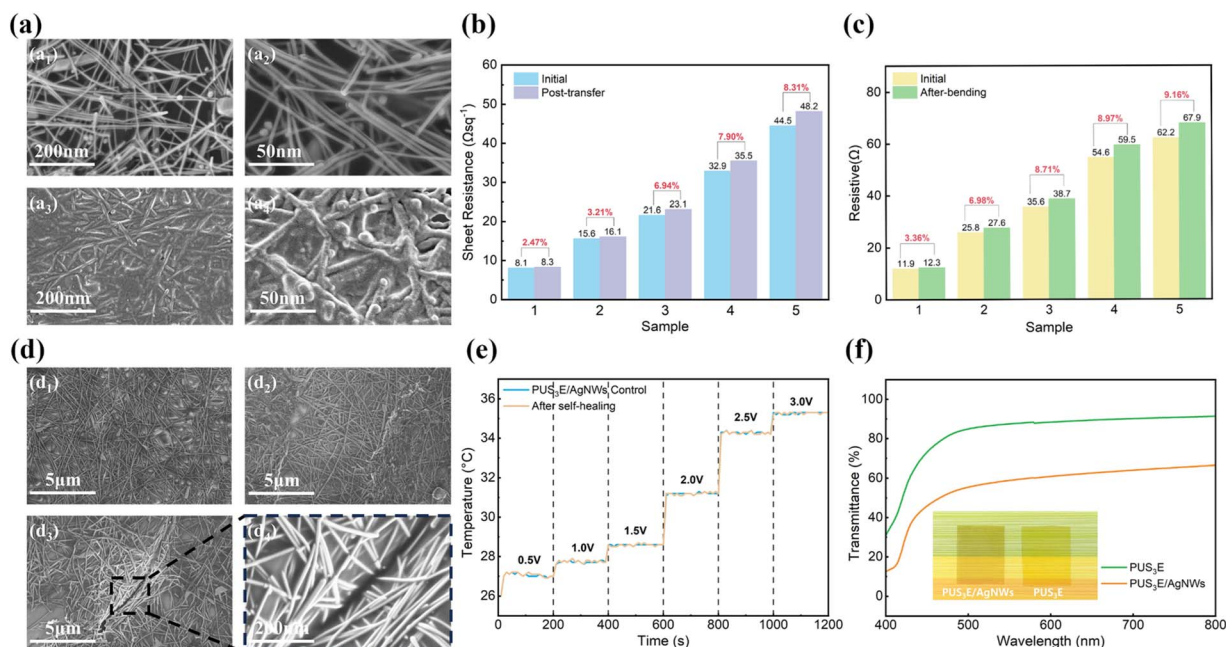 (a)
(a1)
200nm
(a2)
50nm
(a3)
200nm
(a4)
50nm
(b)
Sheet Resistance (Ωsq⁻¹)
60
50
40
30
20
10
0
Initial
Post-transfer
2.47%
8.1 8.3
3.21%
15.6 16.1
6.94%
21.6 23.1
7.90%
32.9 35.5
8.31%
44.5 48.2
1 2 3 4 5
Sample
(c)
Resistive(Ω)
80
60
40
20
0
Initial
After-bending
3.36%
11.9 12.3
6.98%
25.8 27.6
8.71%
35.6 38.7
8.97%
54.6 59.5
9.16%
62.2 67.9
1 2 3 4 5
Sample
(d)
(d1)
5μm
(d2)
5μm
(d3)
5μm
(d4)
200nm
(e)
Temperature (°C)
36
34
32
30
28
26
PUS3E/AgNWs Control
After self-healing
0.5V
1.0V
1.5V
2.0V
2.5V
3.0V
0 200 400 600 800 1000 1200
Time (s)
(f)
Transmittance (%)
100
80
60
40
20
0
PUS3E/AgNWs PUS3E
PUS3E
PUS3E/AgNWs
400 500 600 700 800
Wavelength (nm)